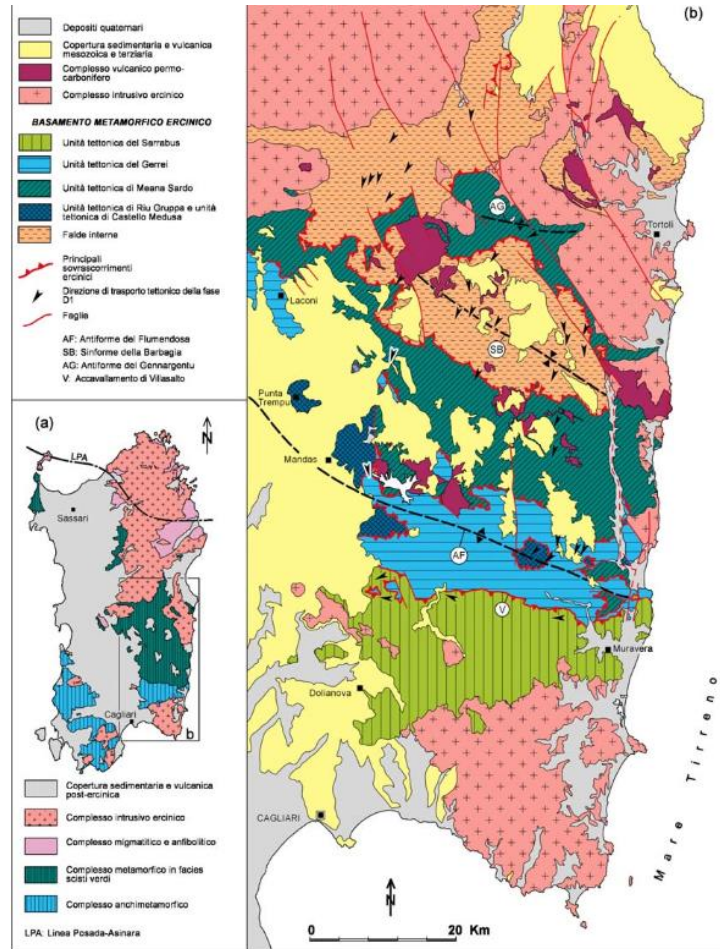 (b)
Depositi quaternari
Copertura sedimentaria e vulcanica
mesozoica e terziaria
Complesso vulcanico permo-
carbonifero
Complesso intrusivo ercinico
BASAMENTO METAMORFICO ERCINICO
Unità tettonica del Sarrabus
Unità tettonica del Gerrei
Unità tettonica di Meana Sardo
Unità tettonica di Riu Gruppa e unità
tettonica di Castello Medusa
Falde interne
Principali
sovrascorrimenti
ercinici
Direzione di trasporto tettonico della fase
D1
Faglie
AF: Antiforme del Flumendosa
SB: Sinforme della Barbagia
AG: Antiforme del Gennargentu
V: Accavallamento di Villasalto
(a)
N
LPA
Sassari
Cagliari
b
Copertura sedimentaria e vulcanica
post-ercinica
Complesso intrusivo ercinico
Complesso migmatitico e anfibolitico
Complesso metamorfico in facies
scisti verdi
Complesso anchimetamorfico
LPA: Linea Posada-Asinara
AG
Tortolì
Laconi
SB
Punta
Trempu
Mandas
AF
V
Muravera
Dolianova
CAGLIARI
Mare Tirreno
N
0 20 Km